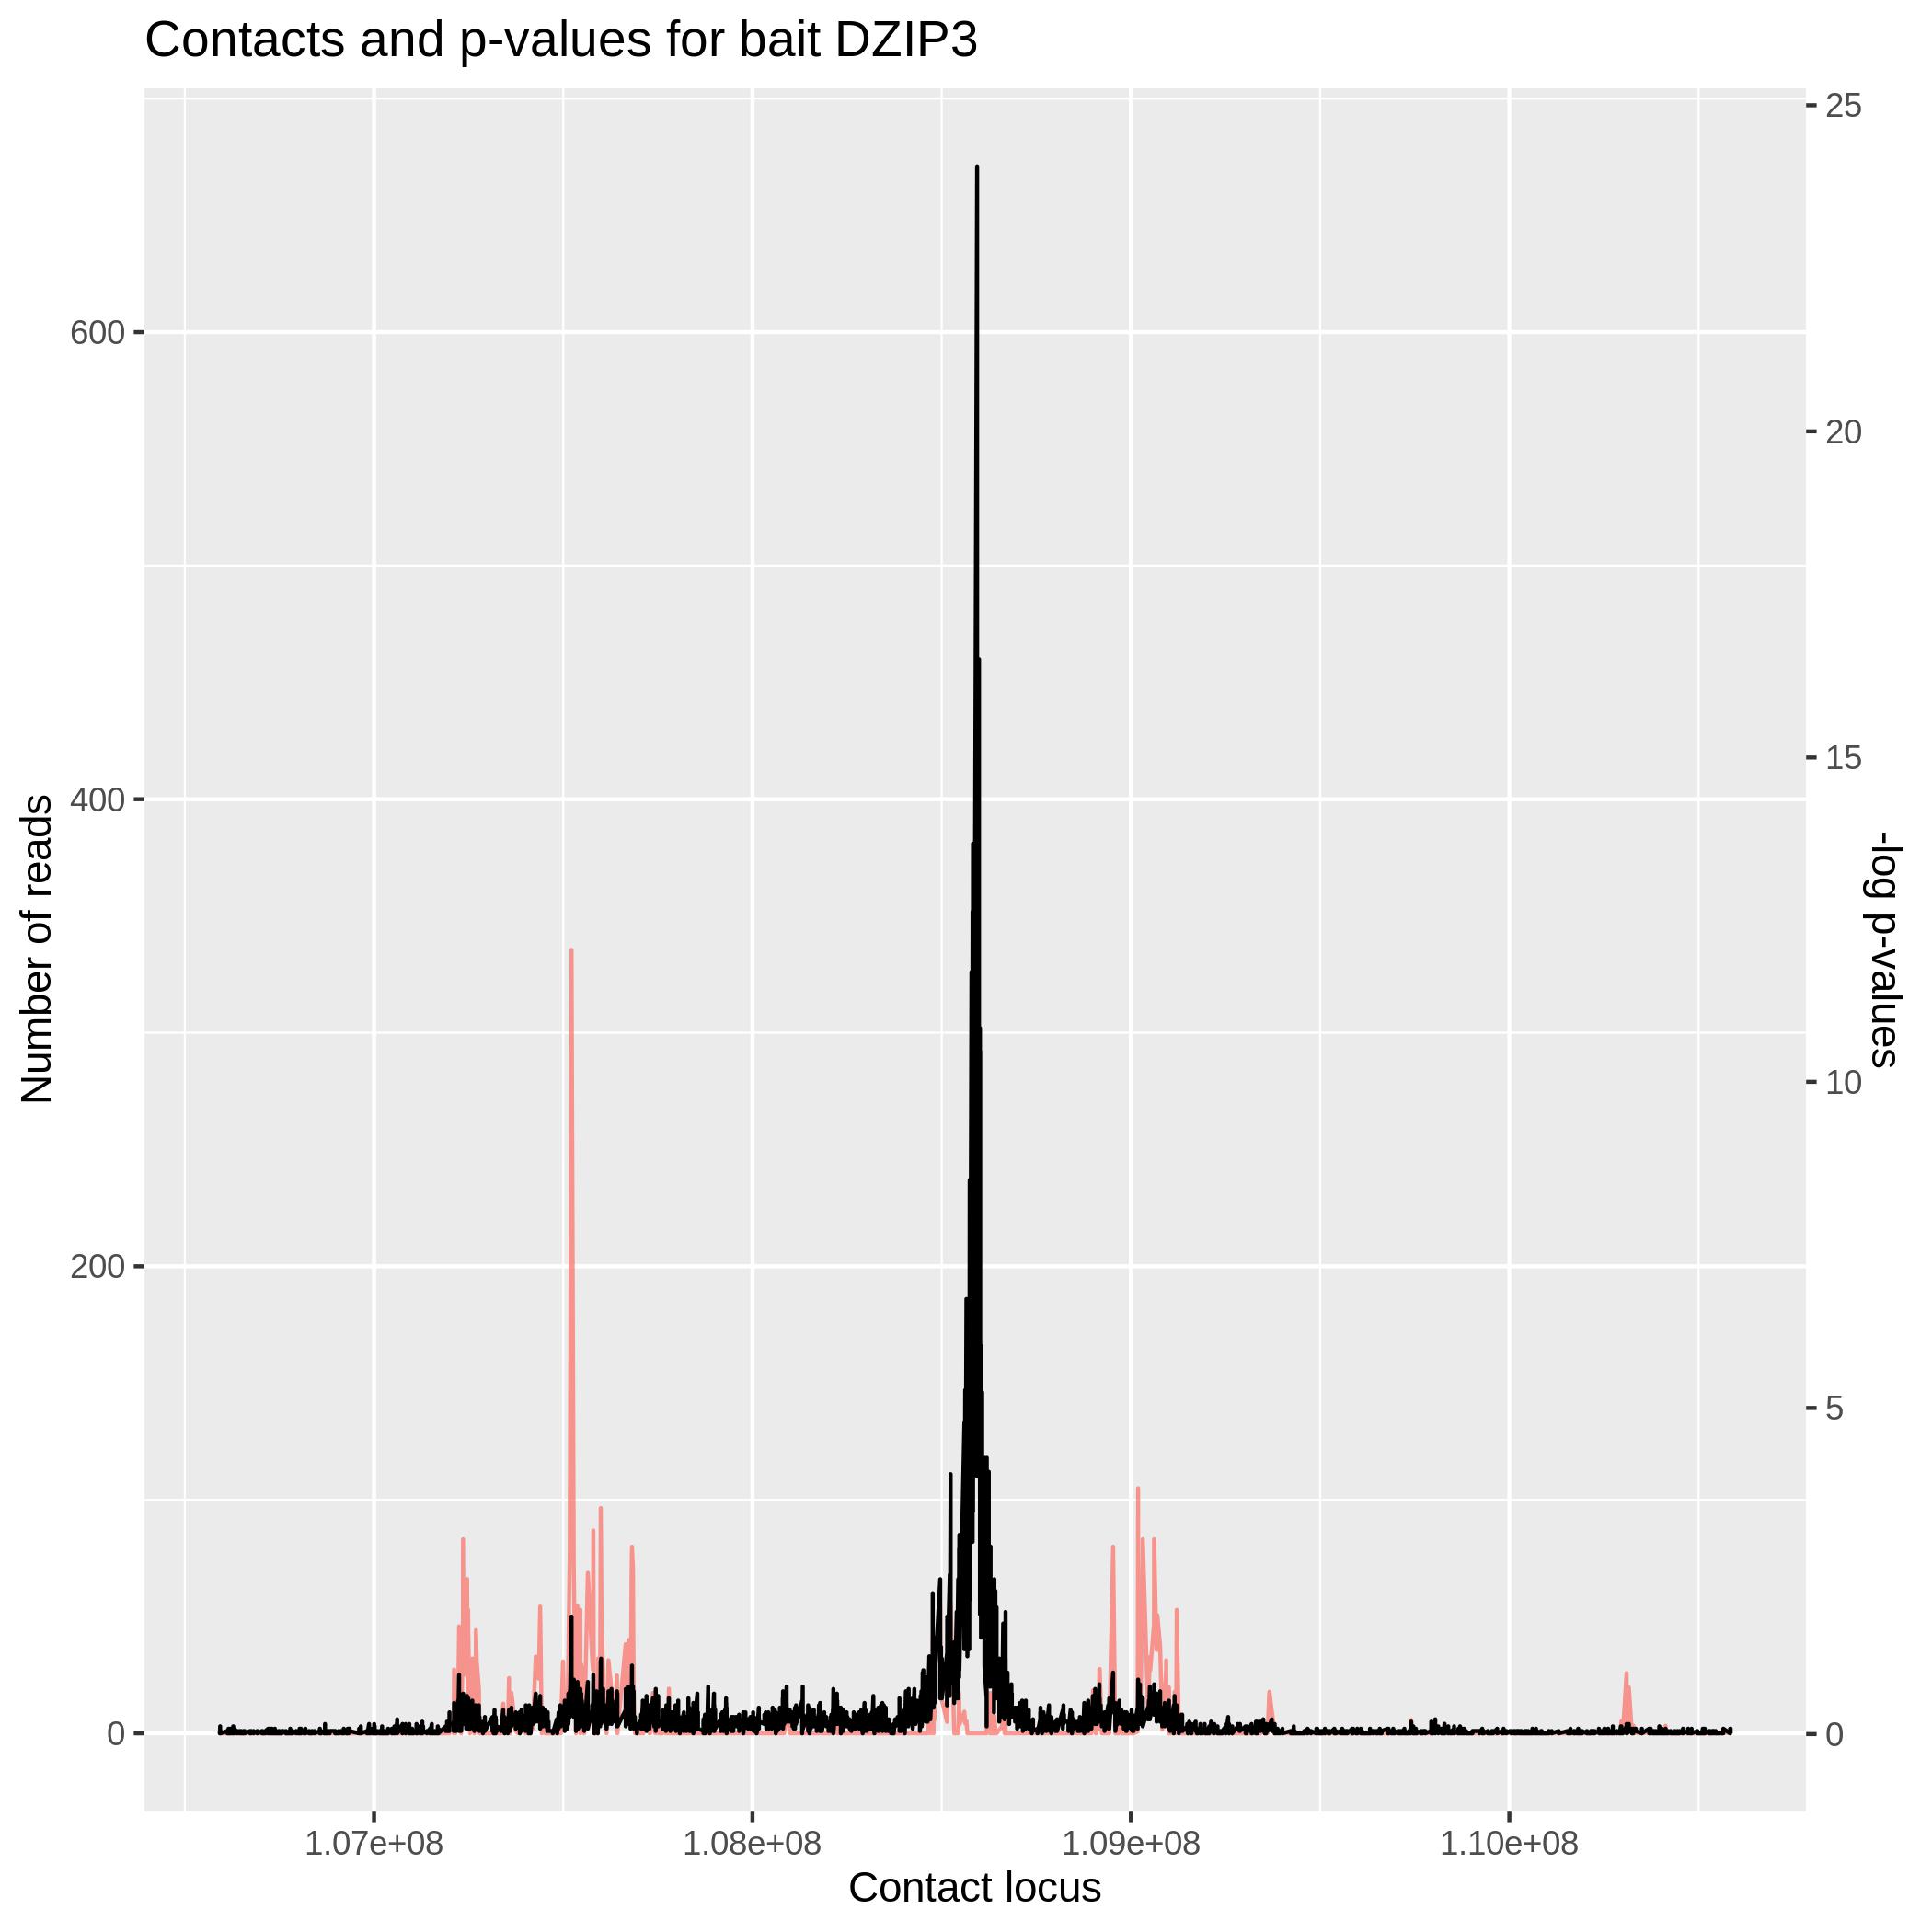 Contacts and p-values for bait DZIP3
25
600
20
15
400
Number of reads
-log p-values
10
200
5
0
0
1.07e+08 1.08e+08 1.09e+08 1.10e+08
Contact locus